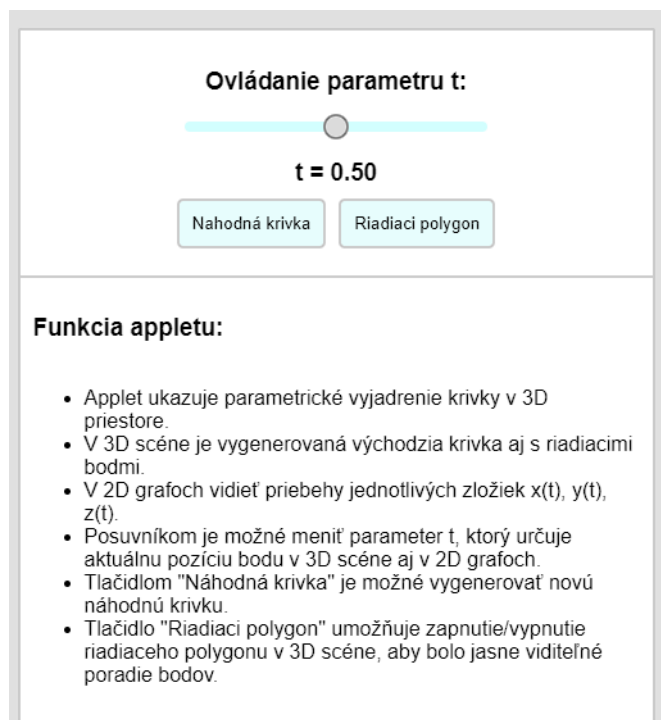 Ovládanie parametru t:
t = 0.50
Nahodná krivka
Riadiaci polygon
Funkcia appletu:
• Applet ukazuje parametrické vyjadrenie krivky v 3D
priestore.
• V 3D scéne je vygenerovaná východzia krivka aj s riadiacimi
bodmi.
• V 2D grafoch vidieť priebehy jednotlivých zložiek x(t), y(t),
z(t).
• Posuvníkom je možné meniť parameter t, ktorý určuje
aktuálnu pozíciu bodu v 3D scéne aj v 2D grafoch.
• Tlačidlom "Náhodná krivka" je možné vygenerovať novú
náhodnú krivku.
• Tlačidlo "Riadiaci polygon" umožňuje zapnutie/vypnutie
riadiaceho polygonu v 3D scéne, aby bolo jasne viditeľné
poradie bodov.